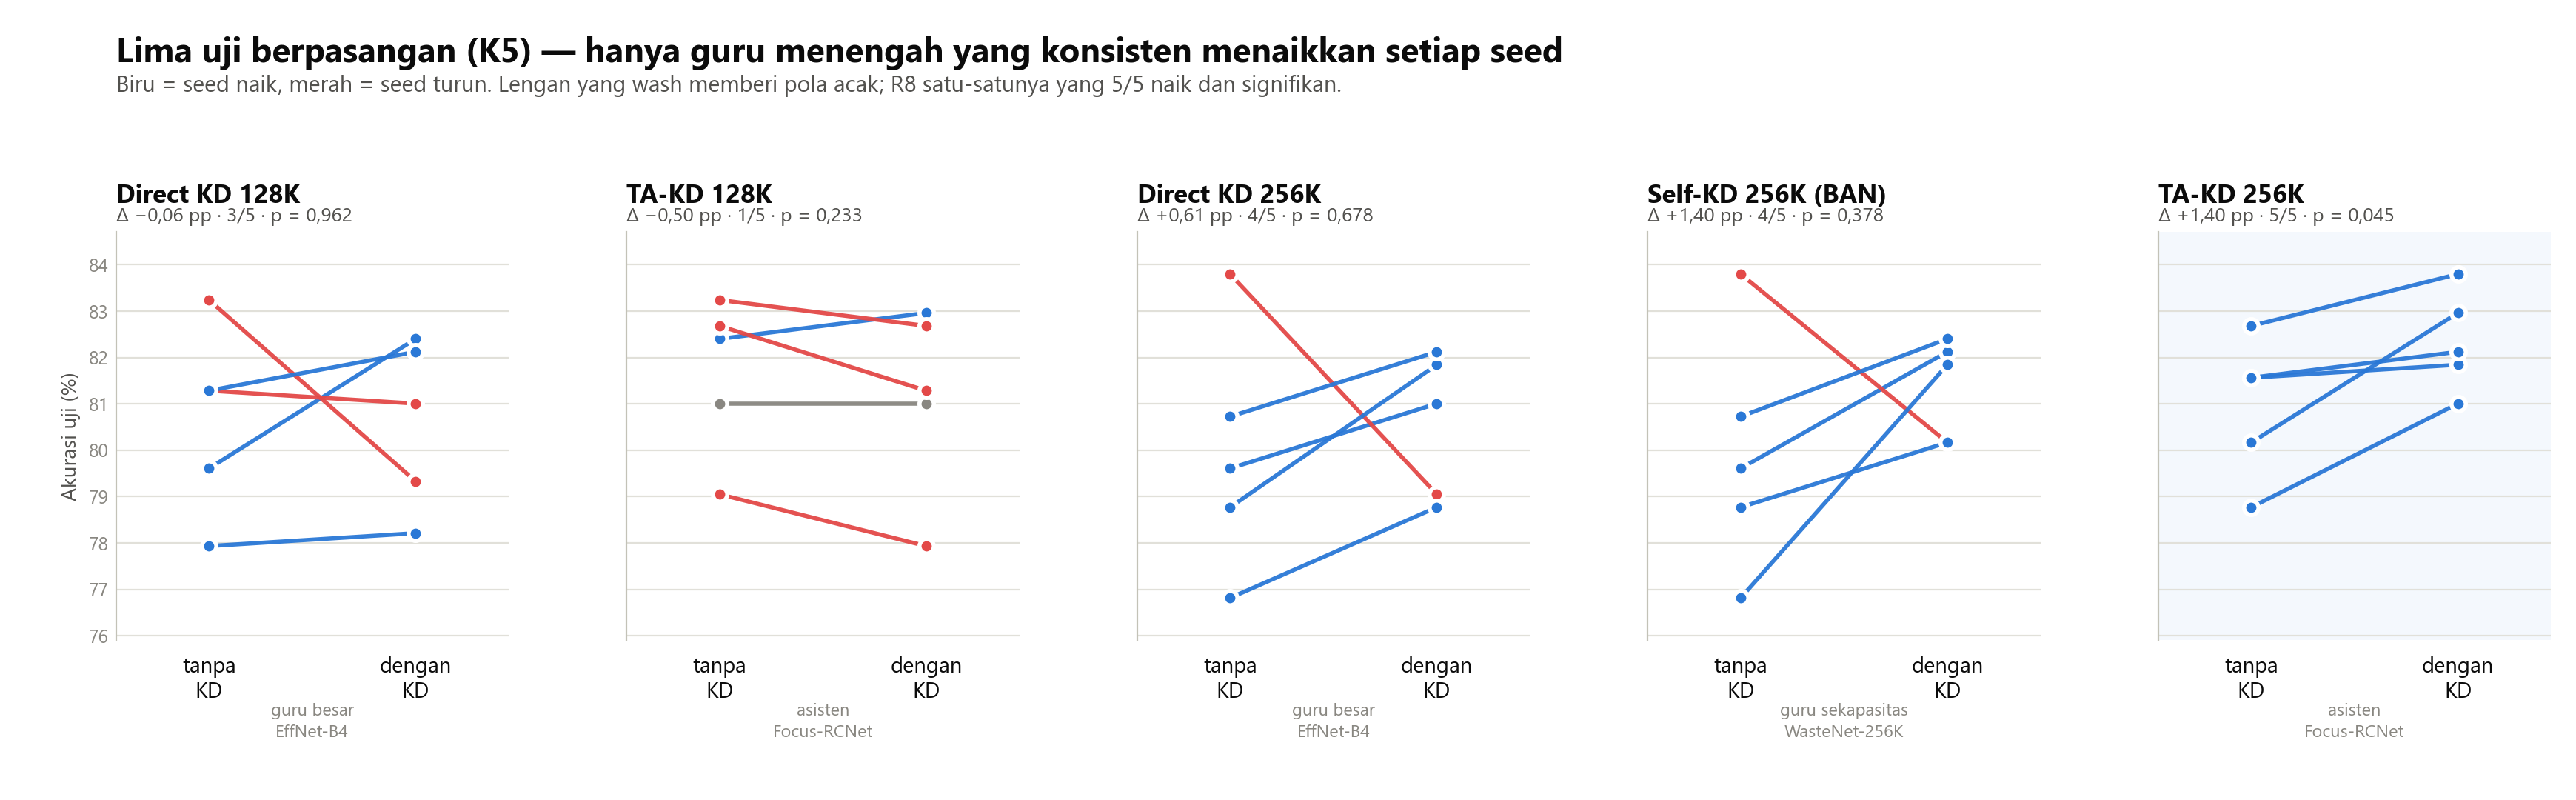 Lima uji berpasangan (K5) — hanya guru menengah yang konsisten menaikkan setiap seed
Biru = seed naik, merah = seed turun. Lengan yang wash memberi pola acak; R8 satu-satunya yang 5/5 naik dan signifikan.
Direct KD 128K
Δ −0,06 pp · 3/5 · p = 0,962
TA-KD 128K
Δ −0,50 pp · 1/5 · p = 0,233
Direct KD 256K
Δ +0,61 pp · 4/5 · p = 0,678
Self-KD 256K (BAN)
Δ +1,40 pp · 4/5 · p = 0,378
TA-KD 256K
Δ +1,40 pp · 5/5 · p = 0,045
Akurasi uji (%)
84
83
82
81
80
79
78
77
76
tanpa
KD
dengan
KD
guru besar
EffNet-B4
tanpa
KD
dengan
KD
asisten
Focus-RCNet
tanpa
KD
dengan
KD
guru besar
EffNet-B4
tanpa
KD
dengan
KD
guru sekapasitas
WasteNet-256K
tanpa
KD
dengan
KD
asisten
Focus-RCNet